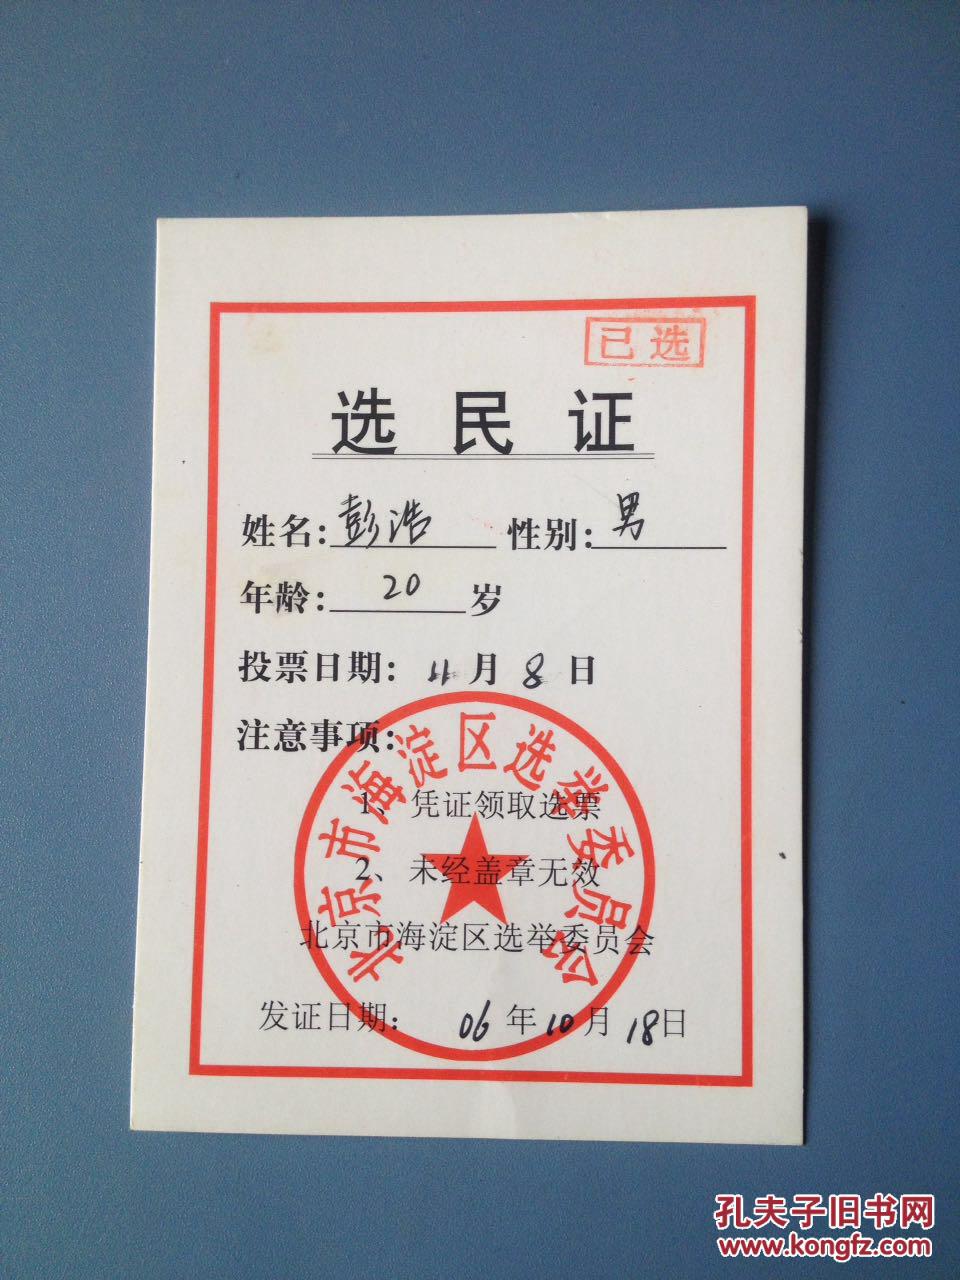 已选
选民证
姓名：彭浩 性别：男
年龄：20岁
投票日期：11月8日
注意事项：
1、凭证领取选票
2、未经盖章无效
北京市海淀区选举委员会
北京市海淀区选举委员会
发证日期：06年10月18日
孔夫子旧书网
www.kongfz.com